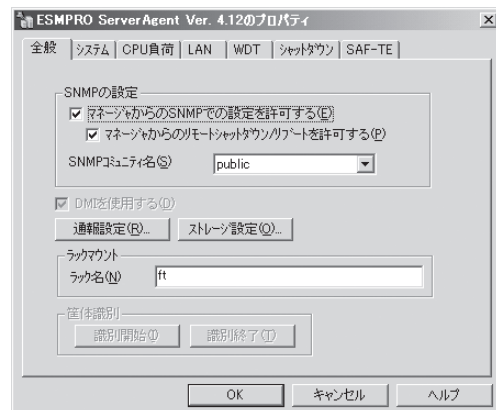 ESMPRO ServerAgent Ver. 4.12のプロパティ
全般 システム CPU負荷 LAN WDT シャットダウン SAF-TE
SNMPの設定
マネージャからのSNMPでの設定を許可する(E)
マネージャからのリモートシャットダウン/リブートを許可する(P)
SNMPコミュニティ名(S) public
DMIを使用する(D)
通報設定(R)... ストレージ設定(O)...
ラックマウント
ラック名(N) ft
筐体識別
識別開始(I) 識別終了(T)
OK キャンセル ヘルプ